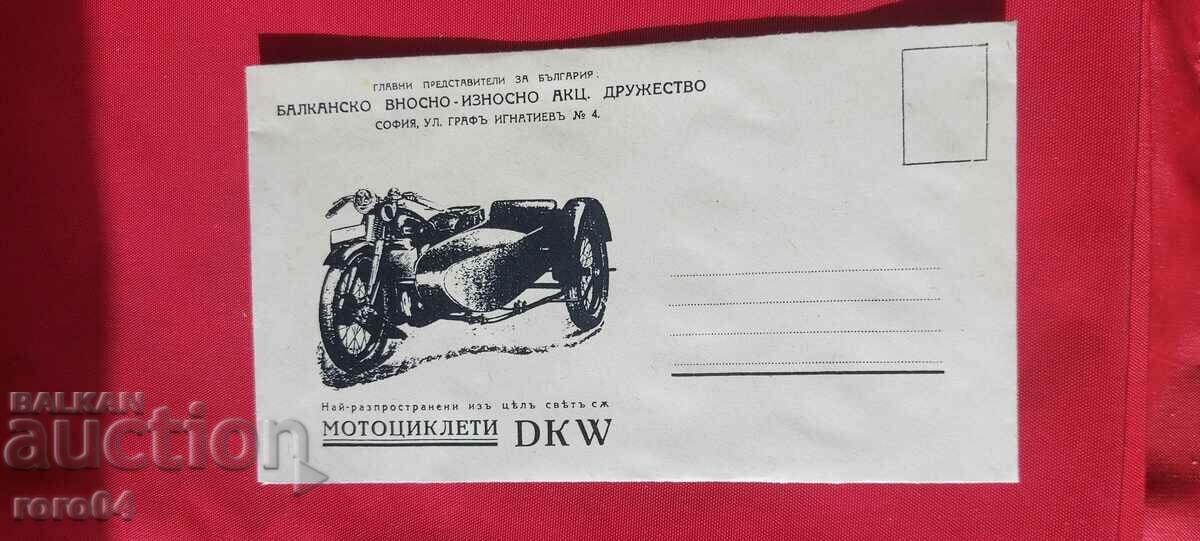 ГЛАВНИ ПРЕДСТАВИТЕЛИ ЗА БЪЛГАРИЯ:
БАЛКАНСКО ВНОСНО-ИЗНОСНО АКЦ. ДРУЖЕСТВО
СОФИЯ, УЛ. ГРАФЪ ИГНАТИЕВЪ № 4.
Най-разпространени изъ цѣлъ свѣтъ сѫ
МОТОЦИКЛЕТИ DKW
BALKAN
auction
roro04